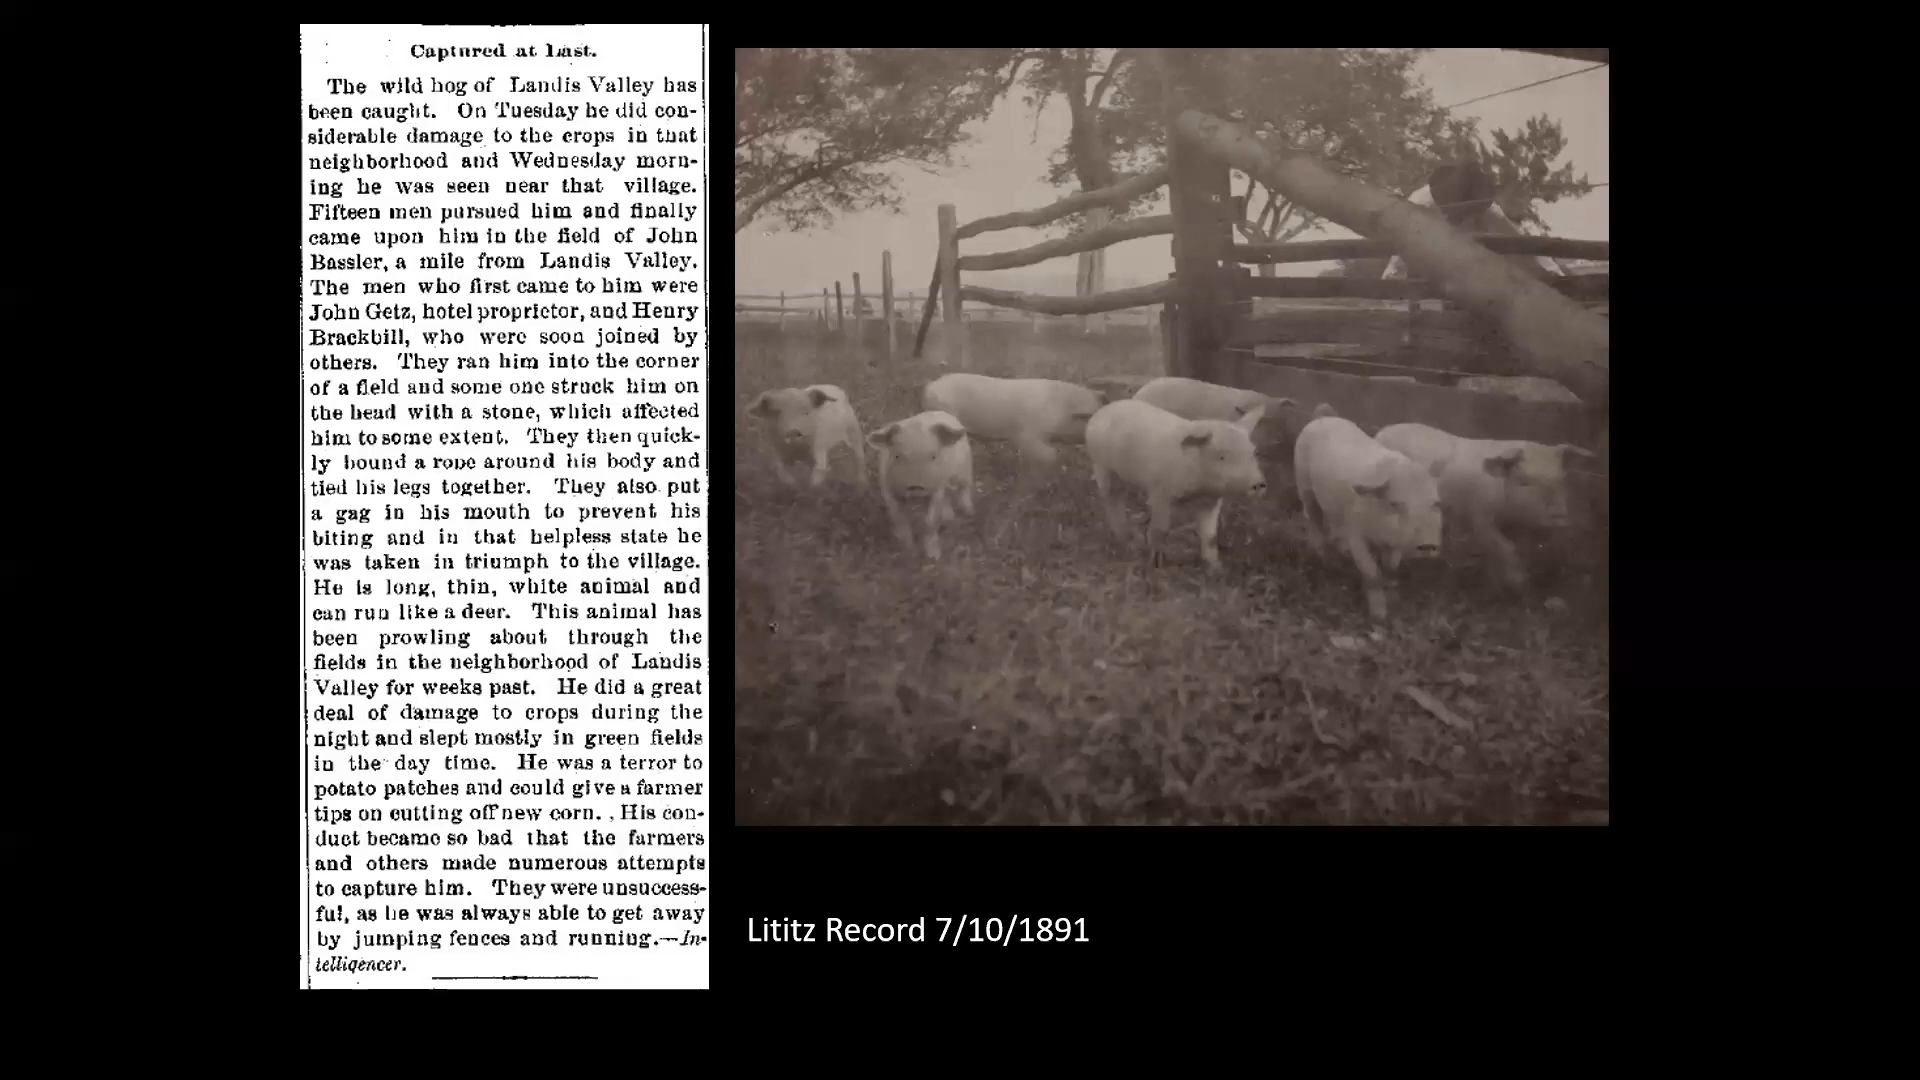 Captured at Last.
The wild hog of Landis Valley has
been caught. On Tuesday he did con-
siderable damage to the crops in that
neighborhood and Wednesday morn-
ing he was seen near that village.
Fifteen men pursued him and finally
came upon him in the field of John
Bassler, a mile from Landis Valley.
The men who first came to him were
John Getz, hotel proprietor, and Henry
Brackbill, who were soon joined by
others. They ran him into the corner
of a field and some one struck him on
the head with a stone, which affected
him to some extent. They then quick-
ly bound a rope around his body and
tied his legs together. They also put
a gag in his mouth to prevent his
biting and in that helpless state he
was taken in triumph to the village.
He is long, thin, white animal and
can run like a deer. This animal has
been prowling about through the
fields in the neighborhood of Landis
Valley for weeks past. He did a great
deal of damage to crops during the
night and slept mostly in green fields
in the day time. He was a terror to
potato patches and could give a farmer
tips on cutting off new corn. His con-
duct became so bad that the farmers
and others made numerous attempts
to capture him. They were unsuccess-
ful, as he was always able to get away
by jumping fences and running.—In-
telligencer.
Lititz Record 7/10/1891